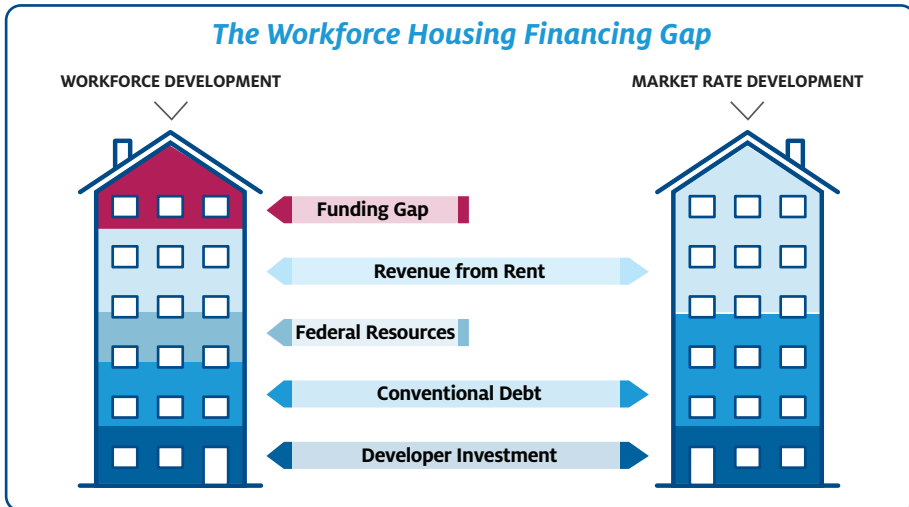 The Workforce Housing Financing Gap
WORKFORCE DEVELOPMENT
MARKET RATE DEVELOPMENT
Funding Gap
Revenue from Rent
Federal Resources
Conventional Debt
Developer Investment